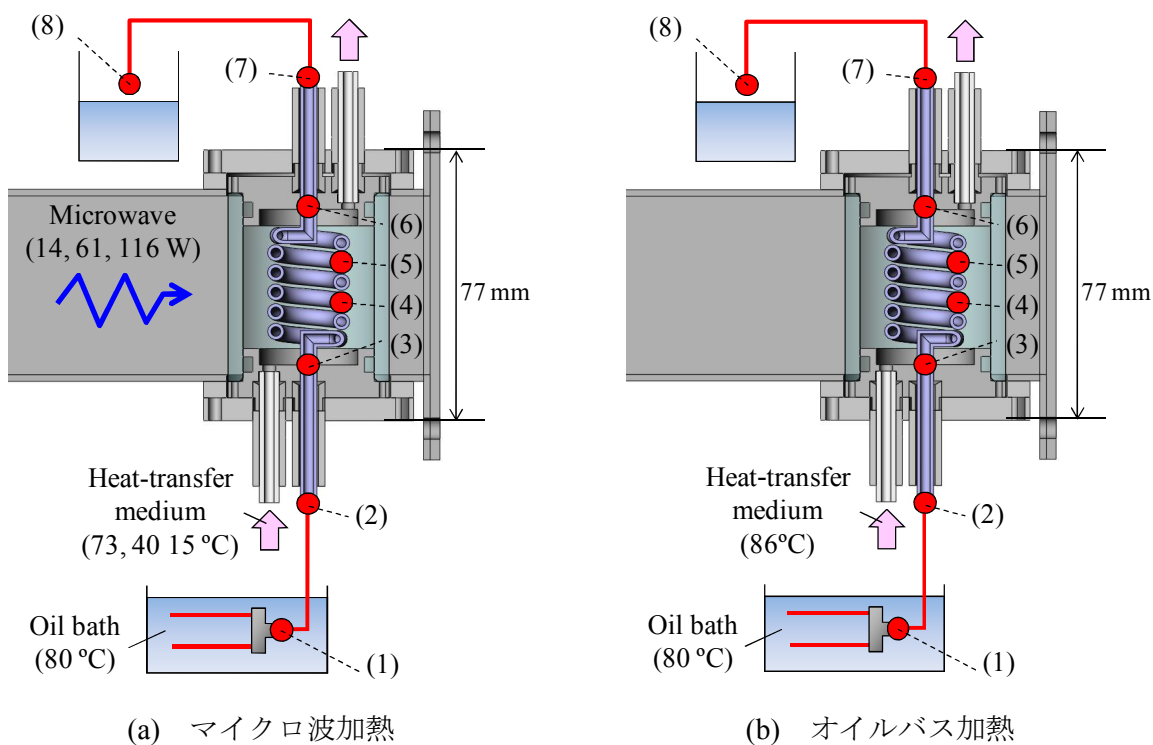 (8)
(7)
Microwave
(14, 61, 116 W)
(6)
(5)
(4)
(3)
77 mm
Heat-transfer
medium
(73, 40 15 ºC)
(2)
Oil bath
(80 ºC)
(1)
(a) マイクロ波加熱
(8)
(7)
(6)
(5)
(4)
(3)
77 mm
Heat-transfer
medium
(86ºC)
(2)
Oil bath
(80 ºC)
(1)
(b) オイルバス加熱